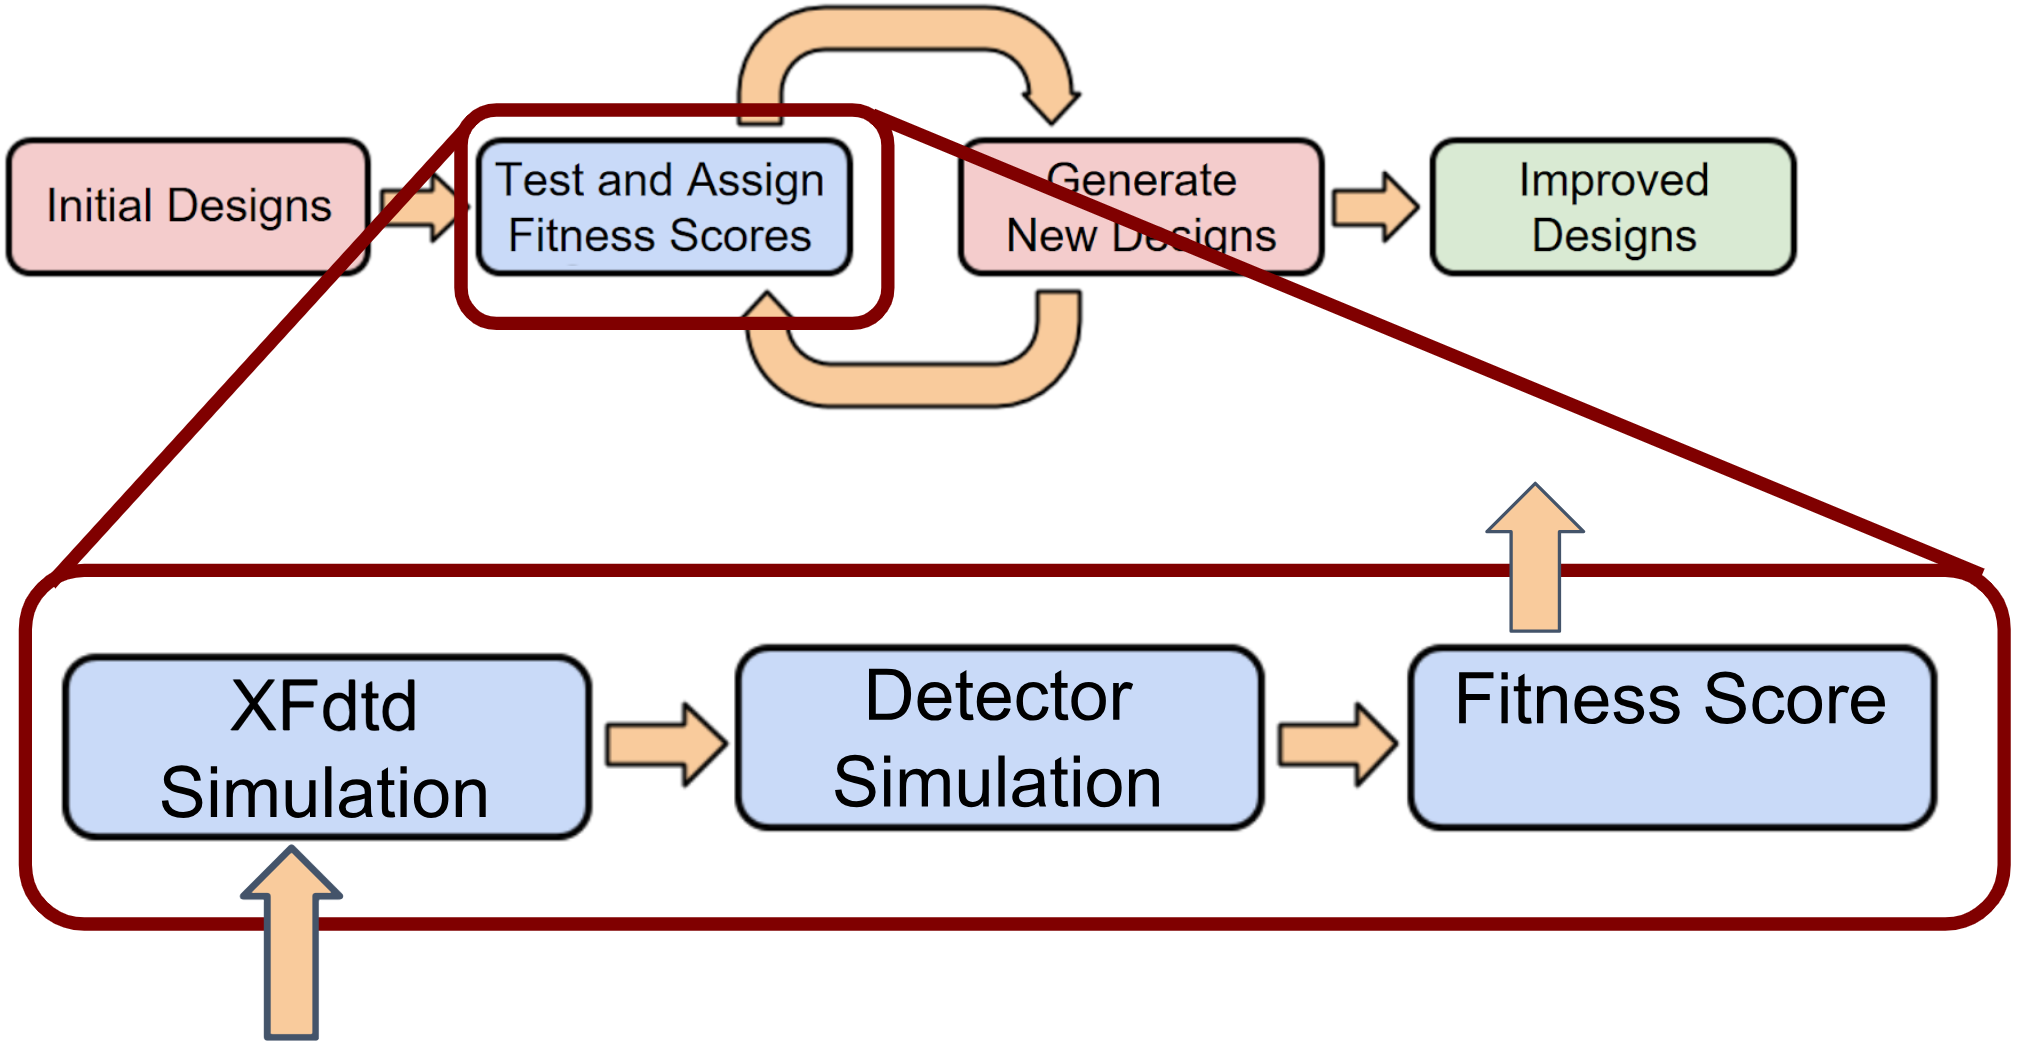 Initial Designs
Test and Assign
Fitness Scores
Generate
New Designs
Improved
Designs
XFdtd
Simulation
Detector
Simulation
Fitness Score